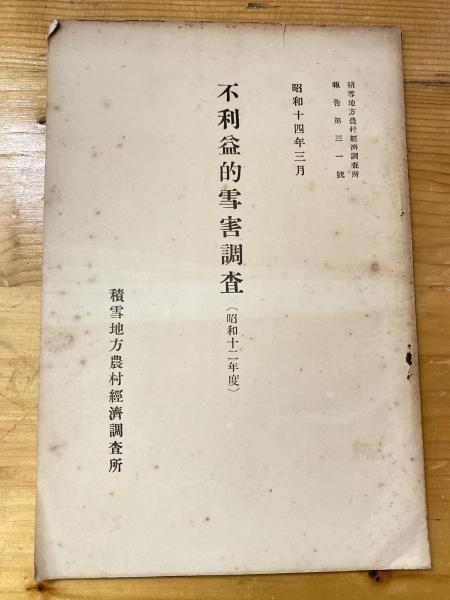 積雪地方農村經濟調査所
報告第三一號
昭和十四年三月
不利益的雪害調査(昭和十二年度)
積雪地方農村經濟調査所